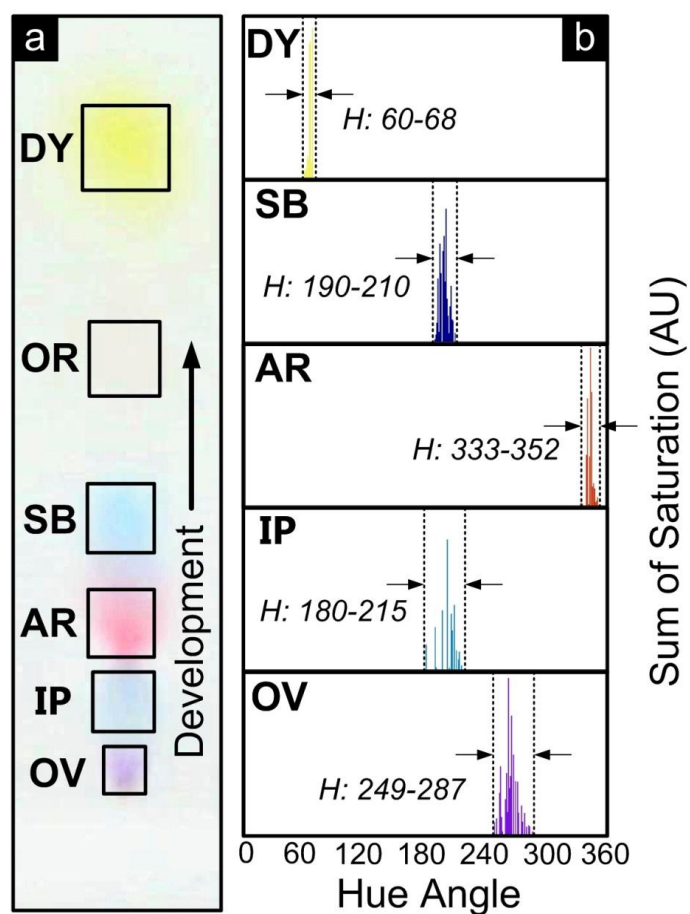 a
DY
OR
SB
AR
IP
OV
Development
b
DY
H: 60-68
SB
H: 190-210
AR
H: 333-352
IP
H: 180-215
OV
H: 249-287
0 60 120 180 240 300 360
Hue Angle
Sum of Saturation (AU)